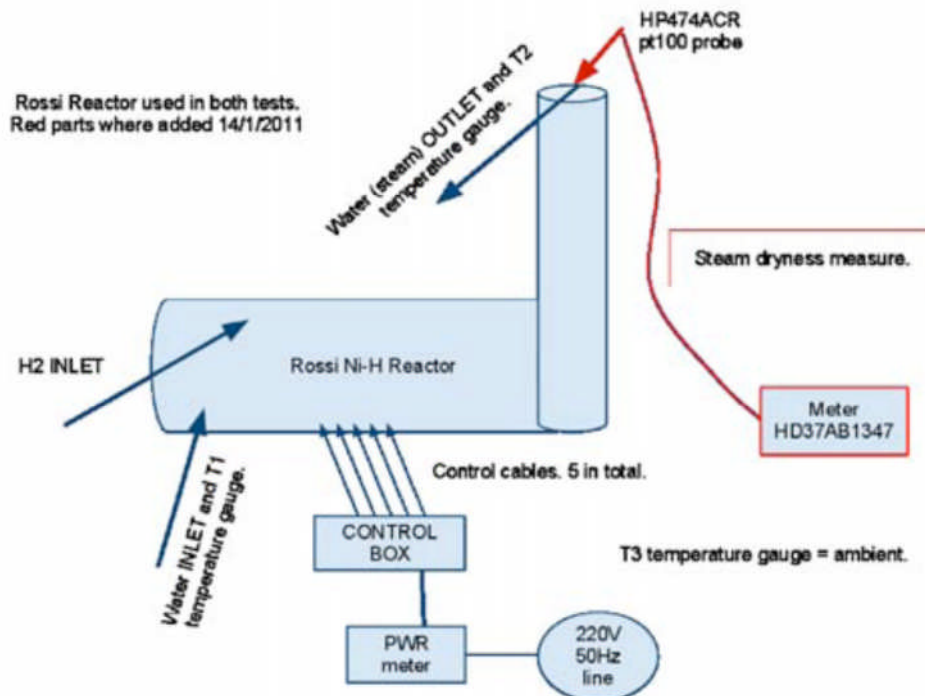 HP474ACR
pt100 probe
Rossi Reactor used in both tests.
Red parts where added 14/1/2011
Water (steam) OUTLET and T2
temperature gauge.
Steam dryness measure.
H2 INLET
Rossi Ni-H Reactor
Meter
HD37AB1347
Water INLET and T1
temperature gauge.
Control cables. 5 in total.
CONTROL
BOX
T3 temperature gauge = ambient.
PWR
meter
220V
50Hz
line